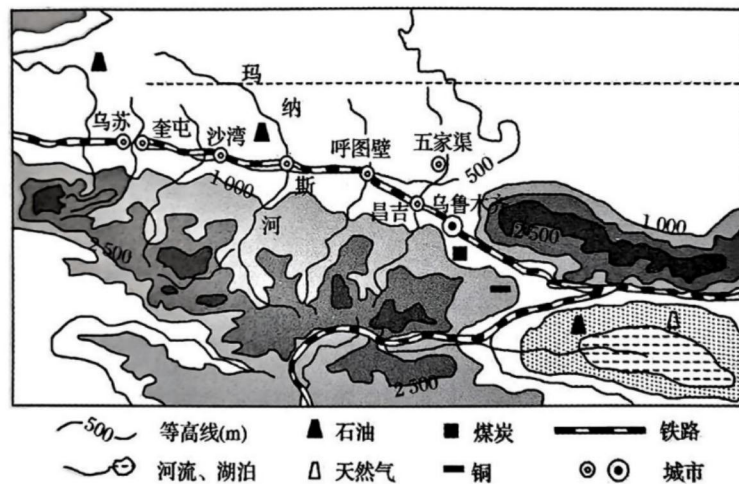 玛
纳
斯
河
乌苏
奎屯
沙湾
呼图壁
五家渠
昌吉
乌鲁木齐
500
1 000
1 000
2 500
2 500
2 500
500 等高线(m) 石油 煤炭 铁路
河流、湖泊 天然气 铜 城市